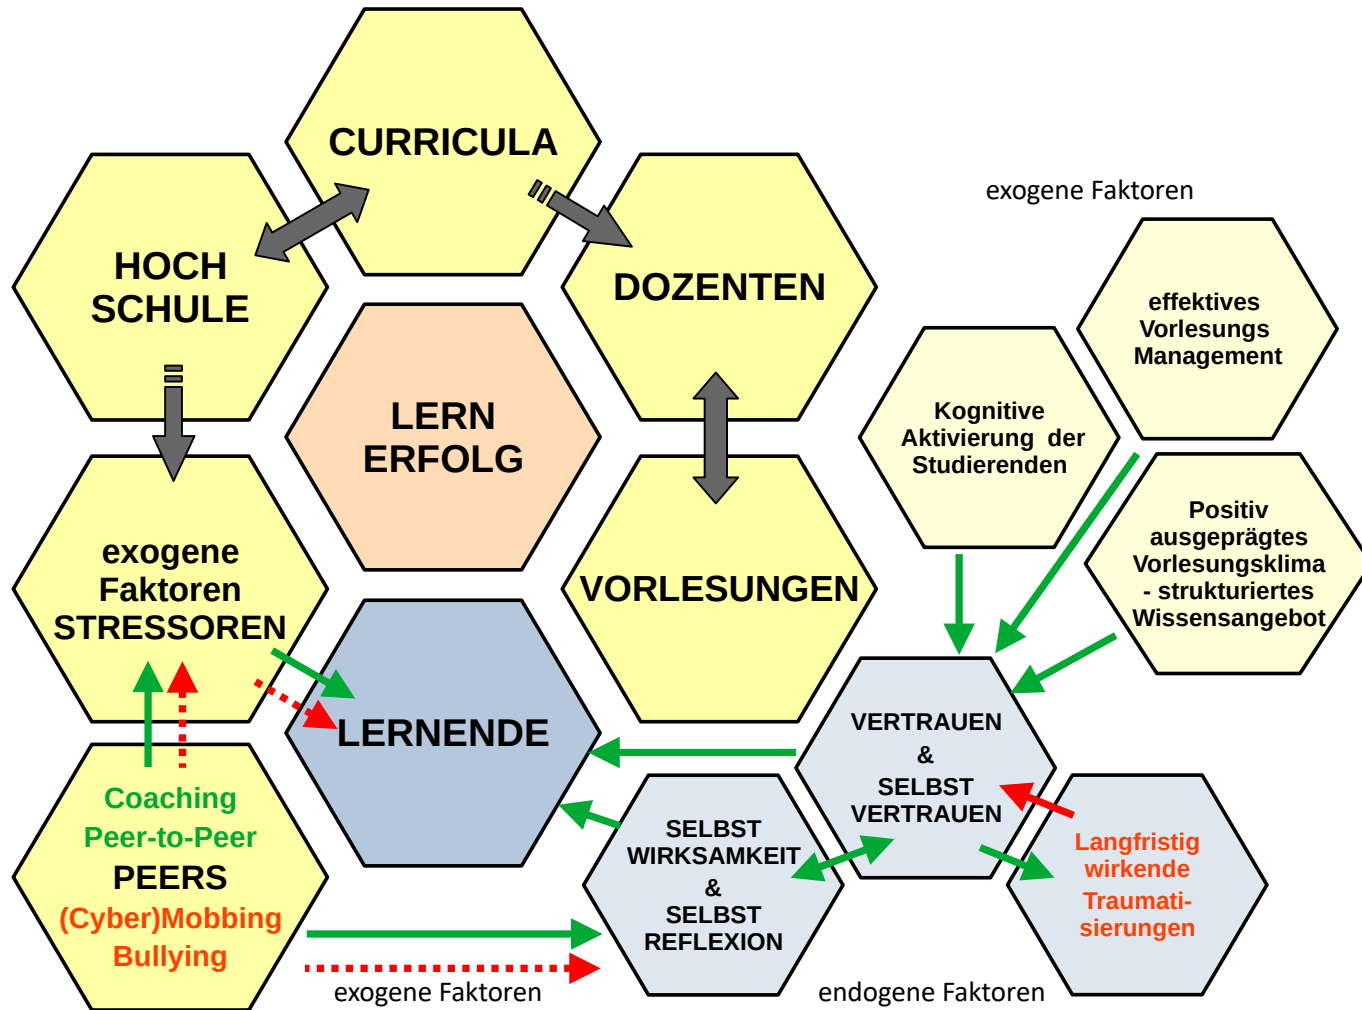 CURRICULA
exogene Faktoren
HOCH
SCHULE
DOZENTEN
effektives
Vorlesungs
Management
LERN
ERFOLG
Kognitive
Aktivierung der
Studierenden
exogene
Faktoren
STRESSOREN
VORLESUNGEN
Positiv
ausgeprägtes
Vorlesungsklima
- strukturiertes
Wissensangebot
LERNENDE
VERTRAUEN
&
SELBST
VERTRAUEN
Coaching
Peer-to-Peer
PEERS
(Cyber)Mobbing
Bullying
SELBST
WIRKSAMKEIT
&
SELBST
REFLEXION
Langfristig
wirkende
Traumati-
sierungen
exogene Faktoren
endogene Faktoren